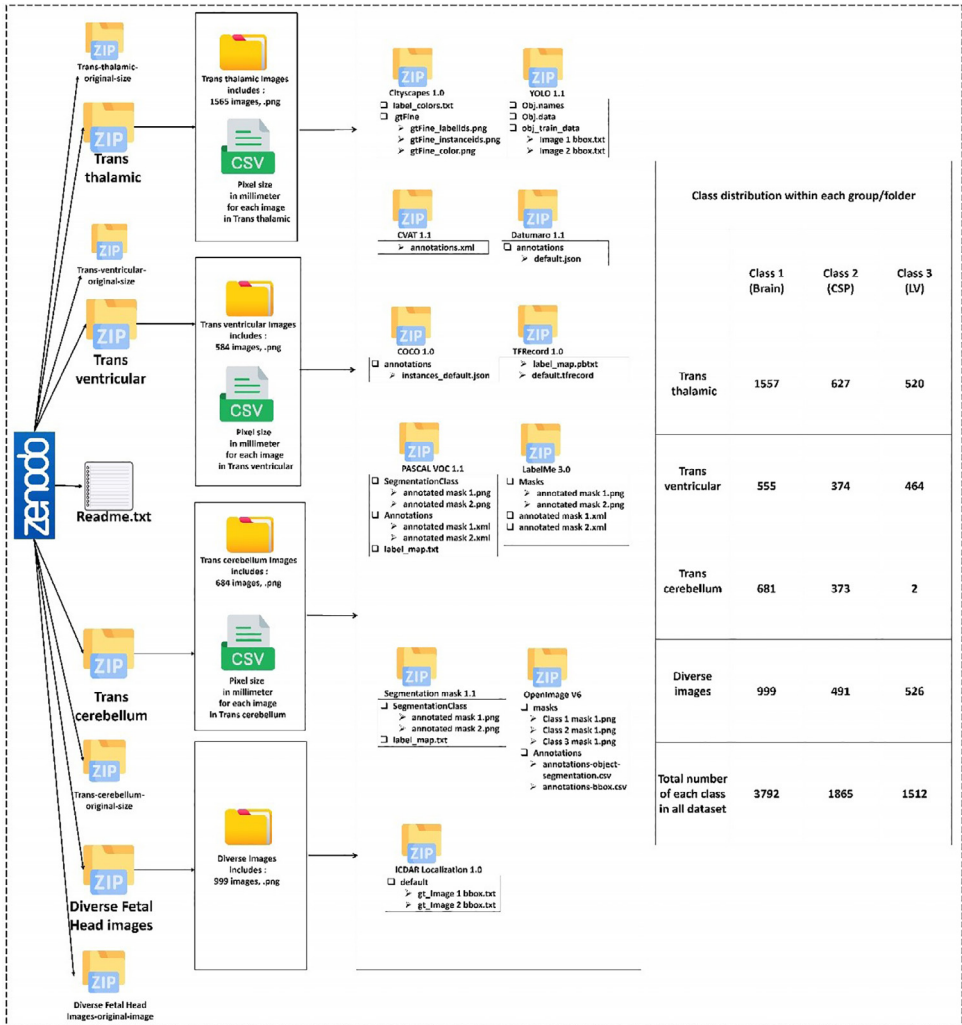 ZIP
Trans-thalamic-
original-size
ZIP
Trans
thalamic
ZIP
Trans-ventricular-
original-size
ZIP
Trans
ventricular
zenodo
Readme.txt
ZIP
Trans
cerebellum
ZIP
Trans-cerebellum-
original-size
ZIP
Diverse Fetal
Head images
ZIP
Diverse Fetal Head
Images-original-image
Trans thalamic Images
includes :
1565 images, .png
CSV
Pixel size
in millimeter
for each image
in Trans thalamic
Trans ventricular Images
includes :
584 images, .png
CSV
Pixel size
in millimeter
for each image
in Trans ventricular
Trans cerebellum Images
includes :
684 images, .png
CSV
Pixel size
in millimeter
for each image
in Trans cerebellum
Diverse Images
Includes :
999 images, .png
ZIP
Cityscapes 1.0
label_colors.txt
gtFine
gtFine_labelIds.png
gtFine_instanceIds.png
gtFine_color.png
ZIP
YOLO 1.1
Obj.names
Obj.data
obj_train_data
Image 1 bbox.txt
Image 2 bbox.txt
ZIP
CVAT 1.1
annotations.xml
ZIP
Datumaro 1.1
annotations
default.json
ZIP
COCO 1.0
annotations
instances_default.json
ZIP
TFRecord 1.0
label_map.pbtxt
default.tfrecord
ZIP
PASCAL VOC 1.1
SegmentationClass
annotated mask 1.png
annotated mask 2.png
Annotations
annotated mask 1.xml
annotated mask 2.xml
label_map.txt
ZIP
LabelMe 3.0
Masks
annotated mask 1.png
annotated mask 2.png
annotated mask 1.xml
annotated mask 2.xml
ZIP
Segmentation mask 1.1
SegmentationClass
annotated mask 1.png
annotated mask 2.png
label_map.txt
ZIP
OpenImage V6
masks
Class 1 mask 1.png
Class 2 mask 1.png
Class 3 mask 1.png
Annotations
annotations-object-
segmentation.csv
annotations-bbox.csv
ZIP
ICDAR Localization 1.0
default
gt_Image 1 bbox.txt
gt_Image 2 bbox.txt
Class distribution within each group/folder
Class 1 Class 2 Class 3
(Brain) (CSP) (LV)
Trans
thalamic 1557 627 520
Trans
ventricular 555 374 464
Trans
cerebellum 681 373 2
Diverse
images 999 491 526
Total number
of each class 3792 1865 1512
in all dataset